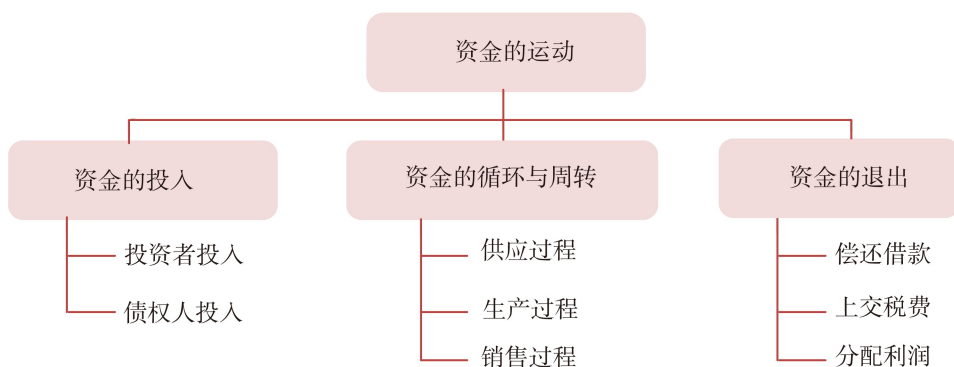 资金的运动
资金的投入
投资者投入
债权人投入
资金的循环与周转
供应过程
生产过程
销售过程
资金的退出
偿还借款
上交税费
分配利润